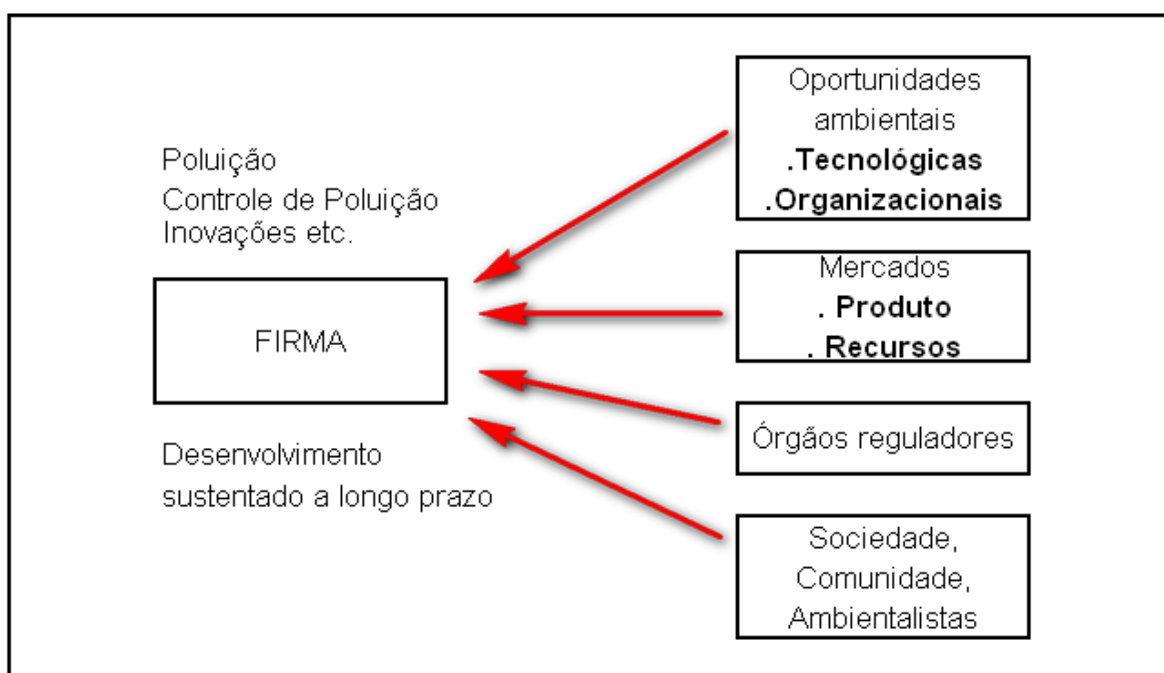 Poluição
Controle de Poluição
Inovações etc.
FIRMA
Desenvolvimento
sustentado a longo prazo
Oportunidades
ambientais
.Tecnológicas
.Organizacionais
Mercados
. Produto
. Recursos
Órgãos reguladores
Sociedade,
Comunidade,
Ambientalistas